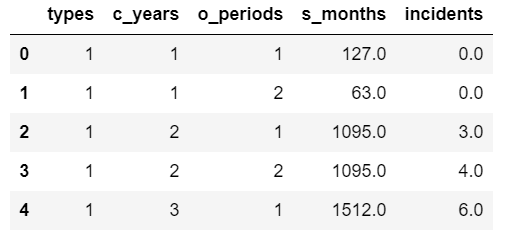 types c_years o_periods s_months incidents
0 1 1 1 127.0 0.0
1 1 1 2 63.0 0.0
2 1 2 1 1095.0 3.0
3 1 2 2 1095.0 4.0
4 1 3 1 1512.0 6.0